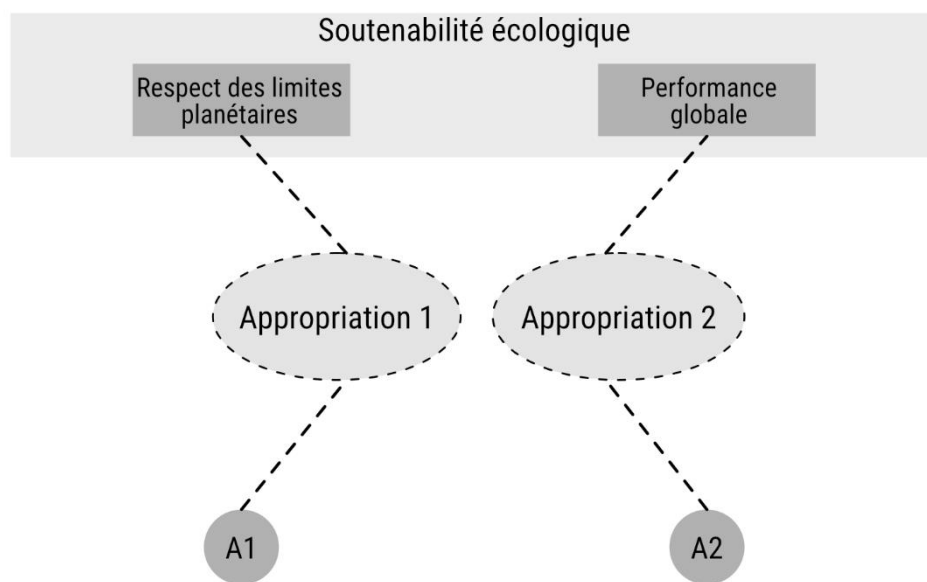 Soutenabilité écologique
Respect des limites
planétaires
Performance
globale
Appropriation 1
Appropriation 2
A1
A2